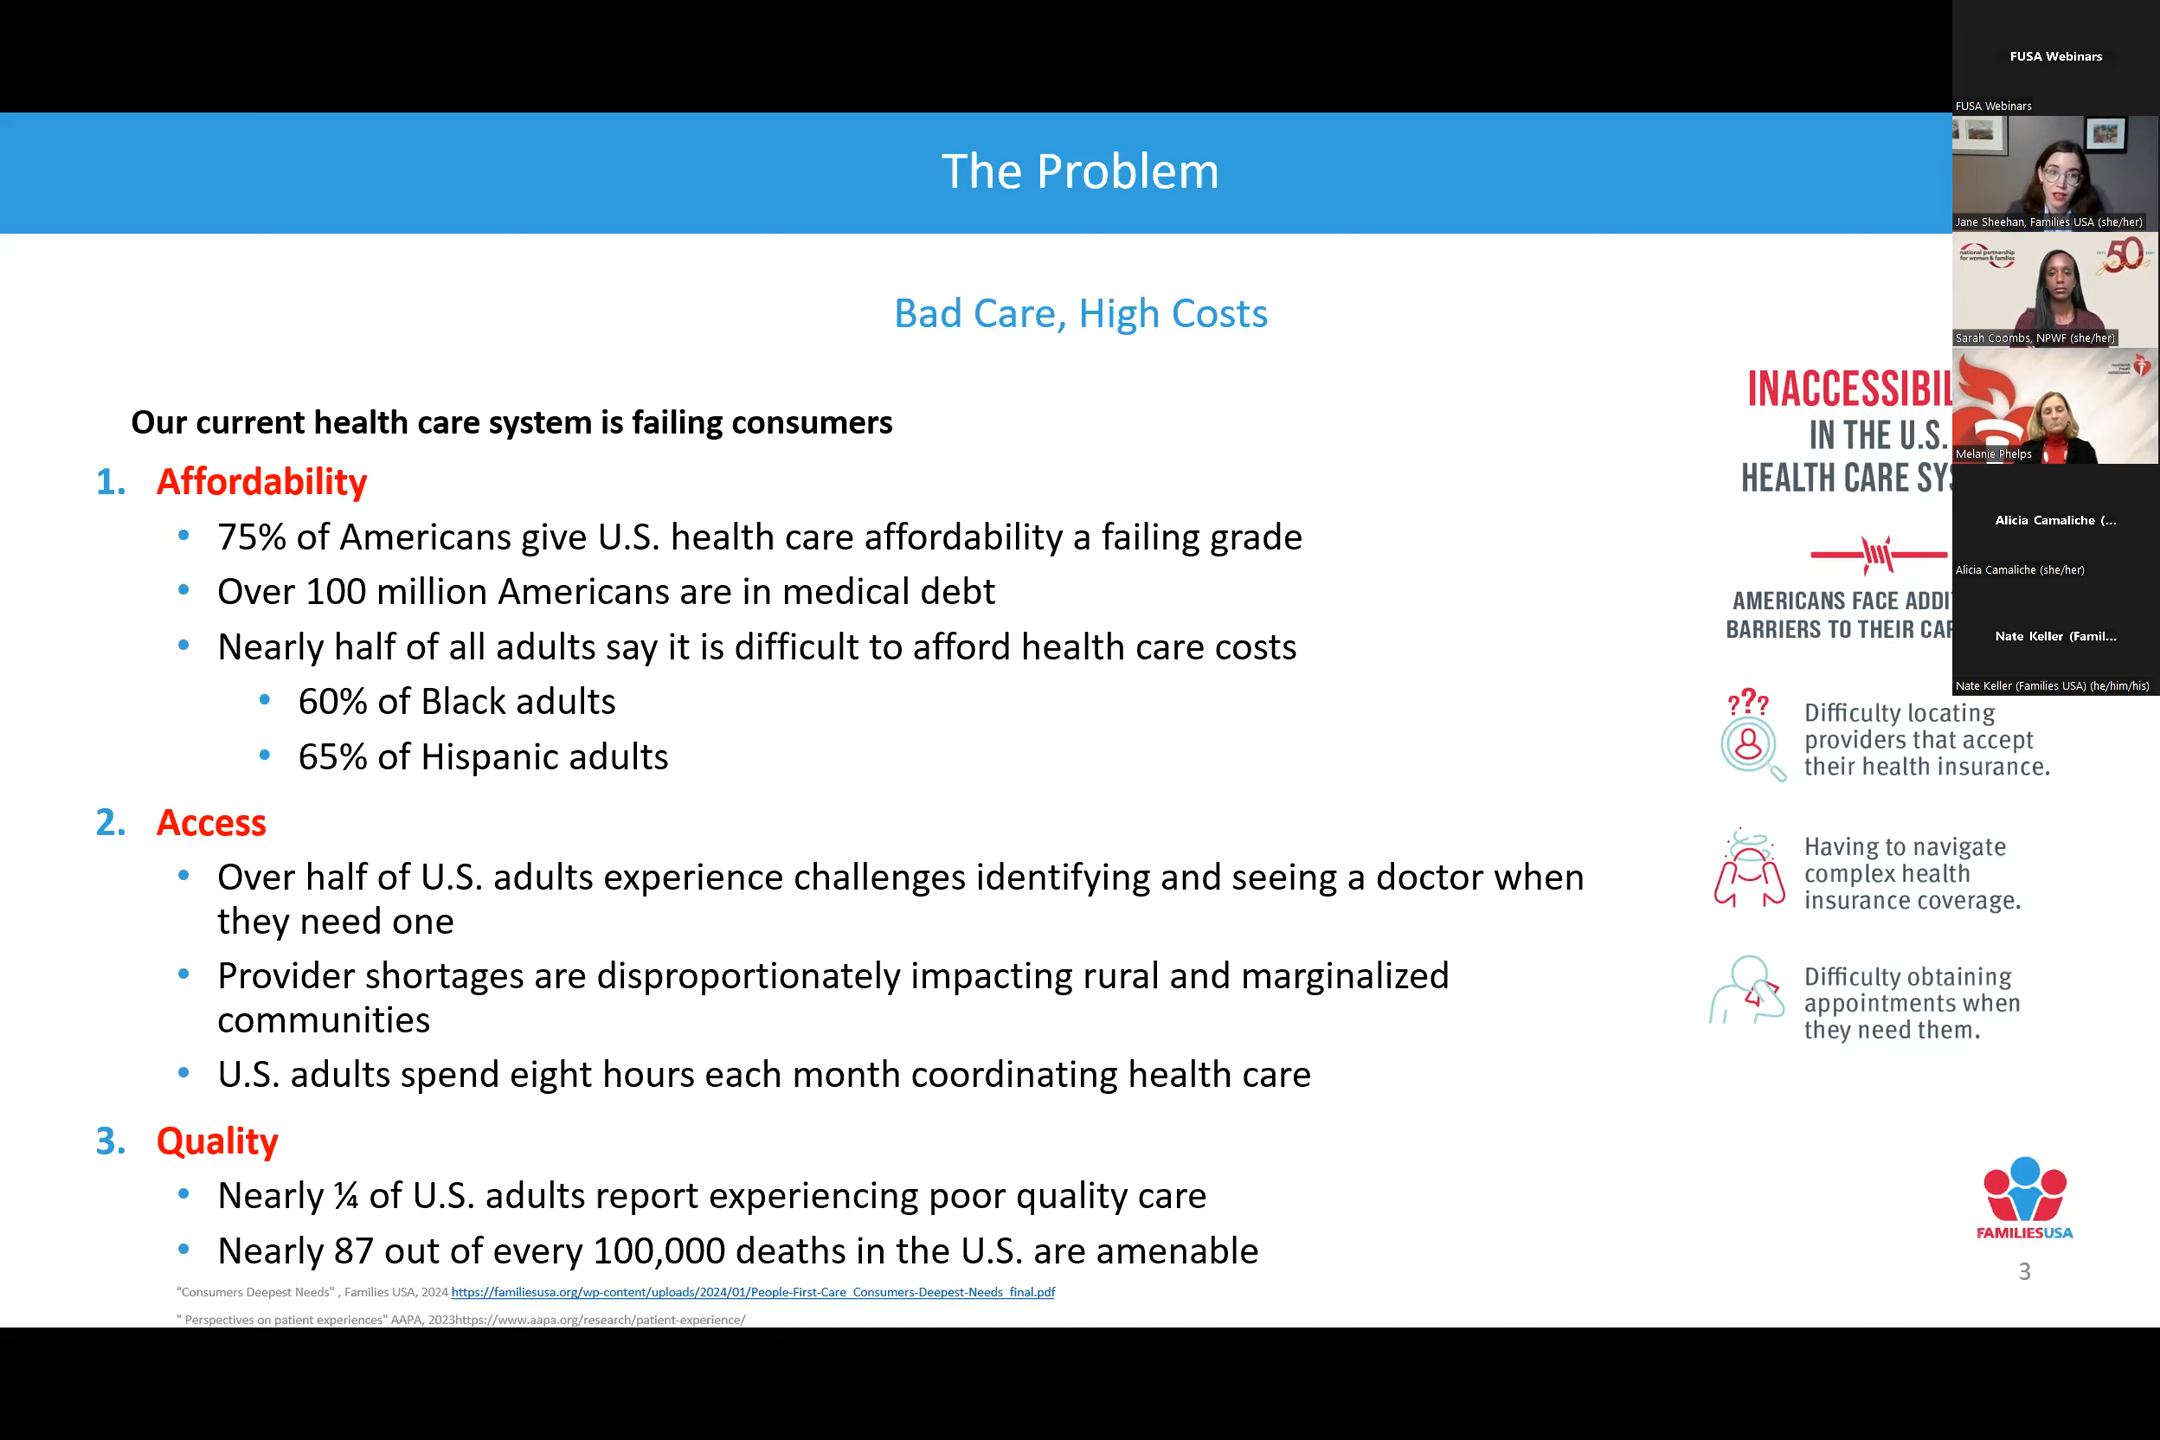 The Problem
Bad Care, High Costs
Our current health care system is failing consumers
1. Affordability
• 75% of Americans give U.S. health care affordability a failing grade
• Over 100 million Americans are in medical debt
• Nearly half of all adults say it is difficult to afford health care costs
• 60% of Black adults
• 65% of Hispanic adults
2. Access
• Over half of U.S. adults experience challenges identifying and seeing a doctor when
they need one
• Provider shortages are disproportionately impacting rural and marginalized
communities
• U.S. adults spend eight hours each month coordinating health care
3. Quality
• Nearly ¼ of U.S. adults report experiencing poor quality care
• Nearly 87 out of every 100,000 deaths in the U.S. are amenable
"Consumers Deepest Needs" , Families USA, 2024 https://familiesusa.org/wp-content/uploads/2024/01/People-First-Care_Consumers-Deepest-Needs_final.pdf
" Perspectives on patient experiences" AAPA, 2023https://www.aapa.org/research/patient-experience/
INACCESSIBIL
IN THE U.S.
HEALTH CARE SYS
AMERICANS FACE ADDI
BARRIERS TO THEIR CAR
???
Difficulty locating
providers that accept
their health insurance.
Having to navigate
complex health
insurance coverage.
Difficulty obtaining
appointments when
they need them.
FAMILIESUSA
3
FUSA Webinars
FUSA Webinars
Jane Sheehan, Families USA (she/her)
national partnership
for women & families
50
years
Sarah Coombs, NPWF (she/her)
Melanie Phelps
Alicia Camaliche (...
Alicia Camaliche (she/her)
Nate Keller (Famil...
Nate Keller (Families USA) (he/him/his)